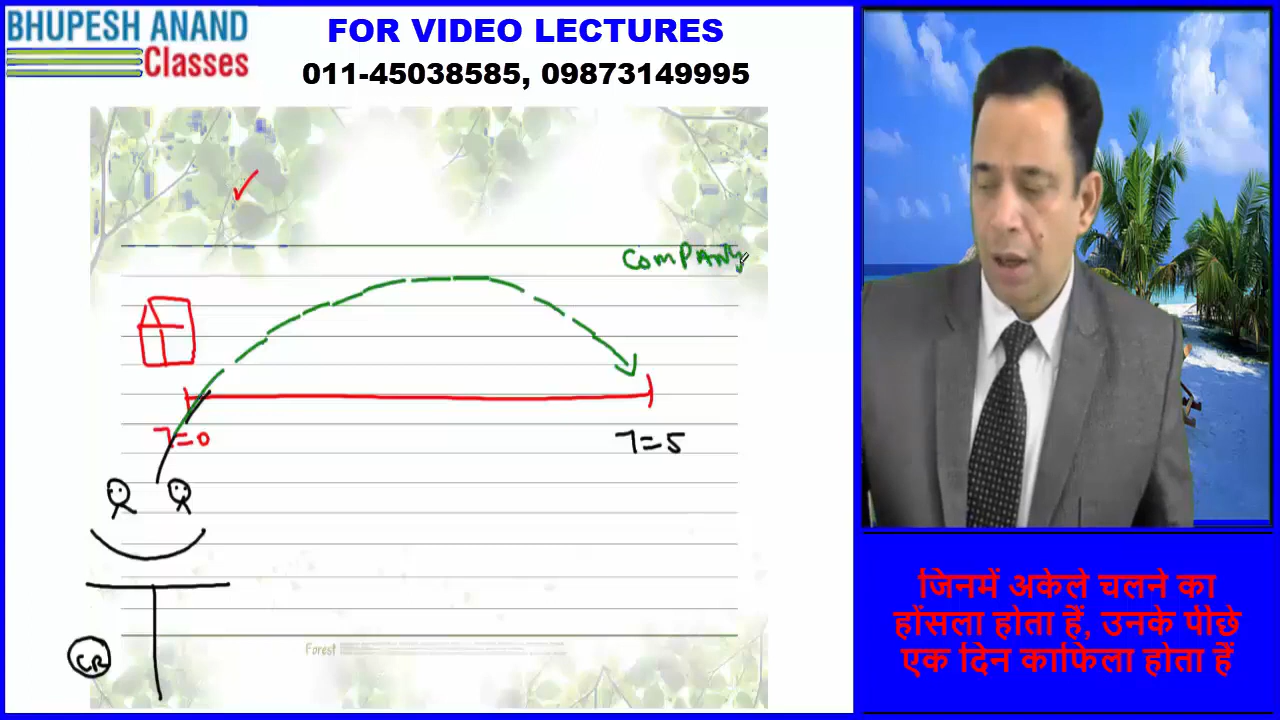 BHUPESH ANAND
Classes
FOR VIDEO LECTURES
011-45038585, 09873149995
COMPANY
T=0
T=5
CR
Forest
जिनमें अकेले चलने का
होंसला होता हैं, उनके पीछे
एक दिन काफिला होता हैं